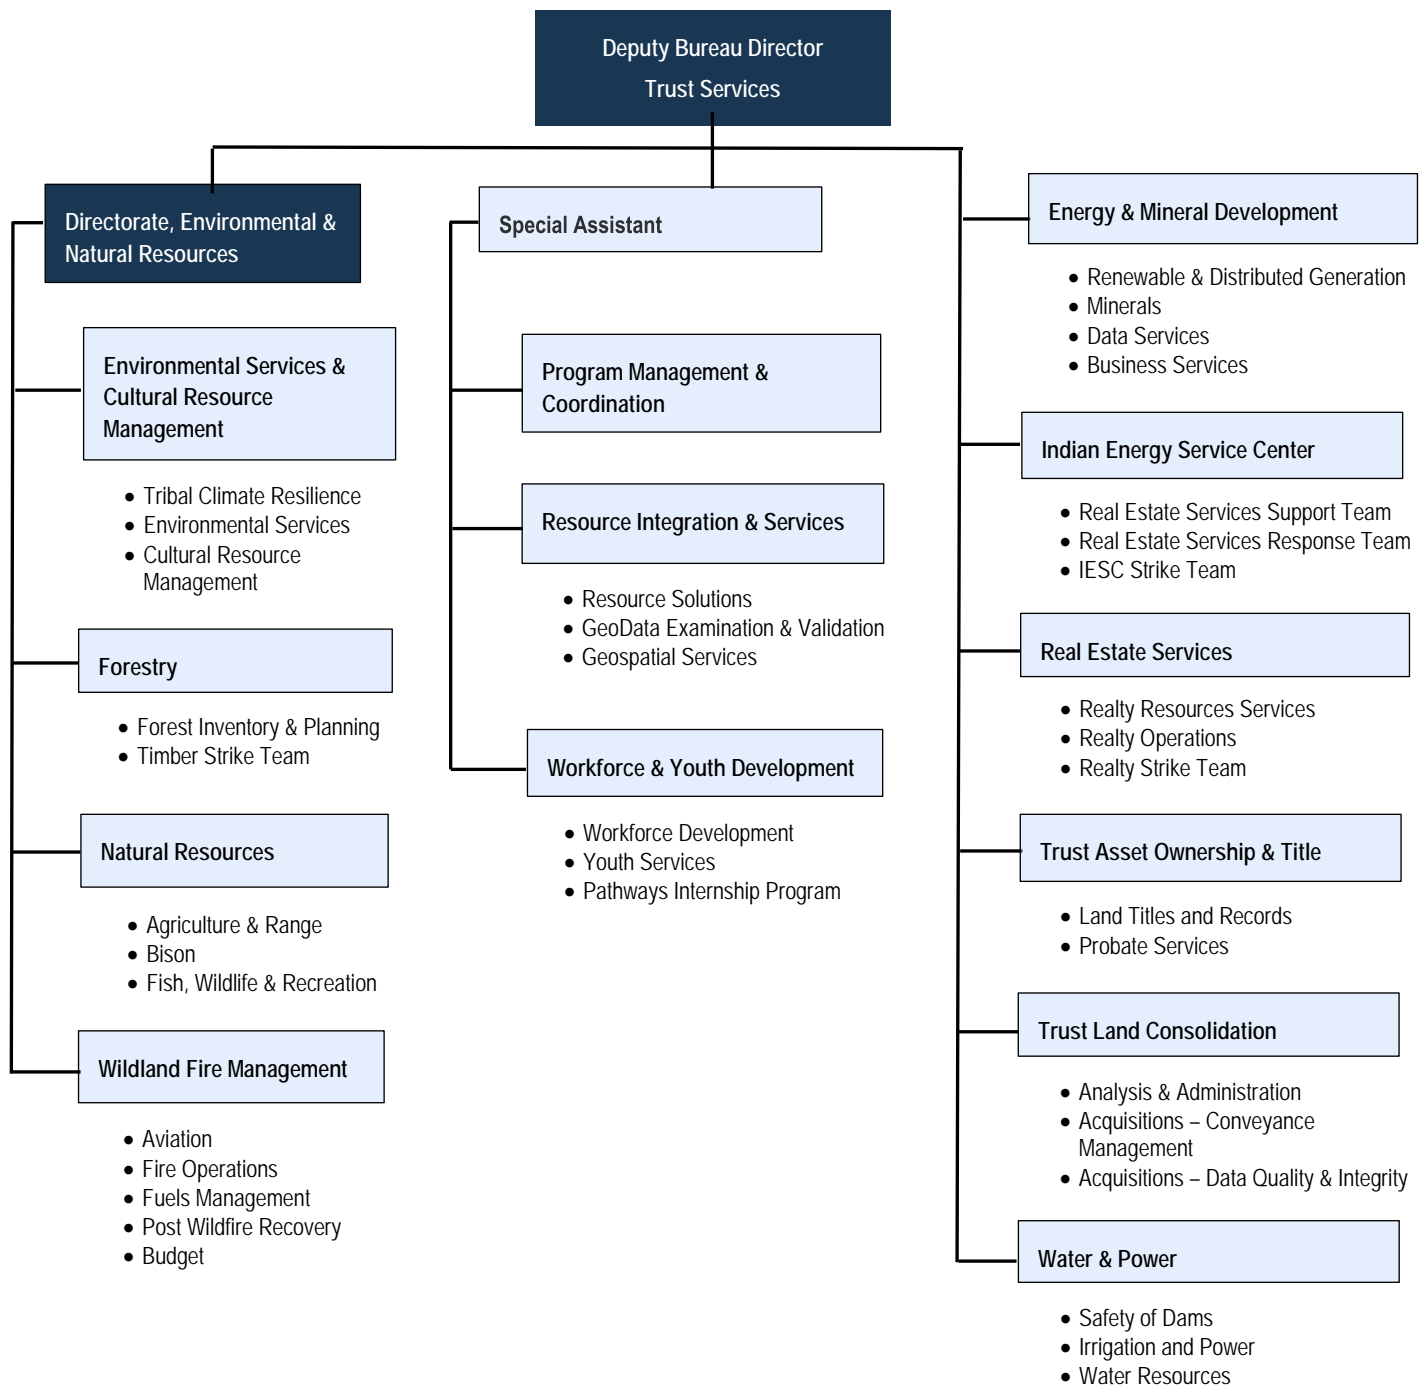 Deputy Bureau Director
Trust Services
Directorate, Environmental &
Natural Resources
Environmental Services &
Cultural Resource
Management
• Tribal Climate Resilience
• Environmental Services
• Cultural Resource
Management
Forestry
• Forest Inventory & Planning
• Timber Strike Team
Natural Resources
• Agriculture & Range
• Bison
• Fish, Wildlife & Recreation
Wildland Fire Management
• Aviation
• Fire Operations
• Fuels Management
• Post Wildfire Recovery
• Budget
Special Assistant
Program Management &
Coordination
Resource Integration & Services
• Resource Solutions
• GeoData Examination & Validation
• Geospatial Services
Workforce & Youth Development
• Workforce Development
• Youth Services
• Pathways Internship Program
Energy & Mineral Development
• Renewable & Distributed Generation
• Minerals
• Data Services
• Business Services
Indian Energy Service Center
• Real Estate Services Support Team
• Real Estate Services Response Team
• IESC Strike Team
Real Estate Services
• Realty Resources Services
• Realty Operations
• Realty Strike Team
Trust Asset Ownership & Title
• Land Titles and Records
• Probate Services
Trust Land Consolidation
• Analysis & Administration
• Acquisitions – Conveyance
Management
• Acquisitions – Data Quality & Integrity
Water & Power
• Safety of Dams
• Irrigation and Power
• Water Resources